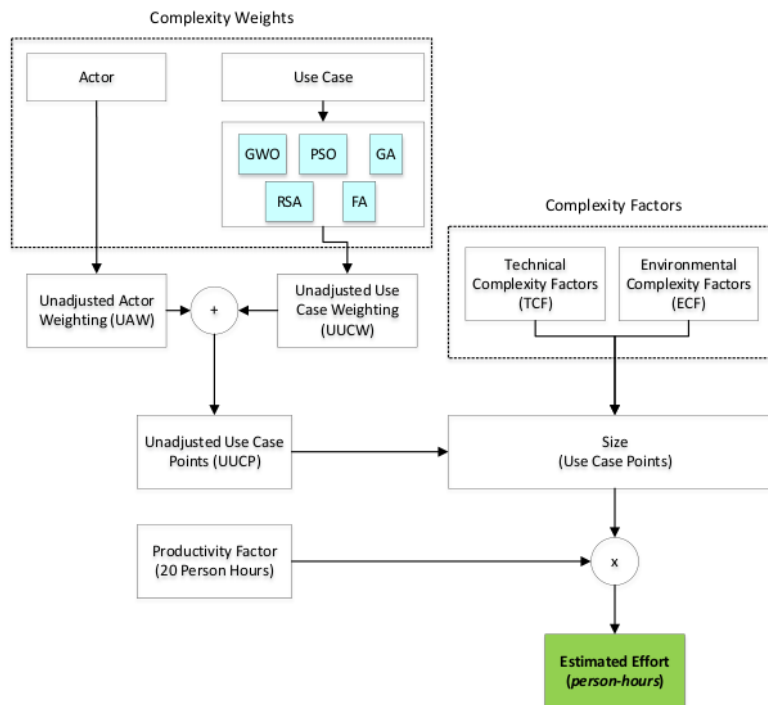 Complexity Weights
Actor
Use Case
GWO
PSO
GA
RSA
FA
Complexity Factors
Technical
Complexity Factors
(TCF)
Environmental
Complexity Factors
(ECF)
Unadjusted Actor
Weighting (UAW)
+
Unadjusted Use
Case Weighting
(UUCW)
Unadjusted Use Case
Points (UUCP)
Size
(Use Case Points)
Productivity Factor
(20 Person Hours)
x
Estimated Effort
(person-hours)